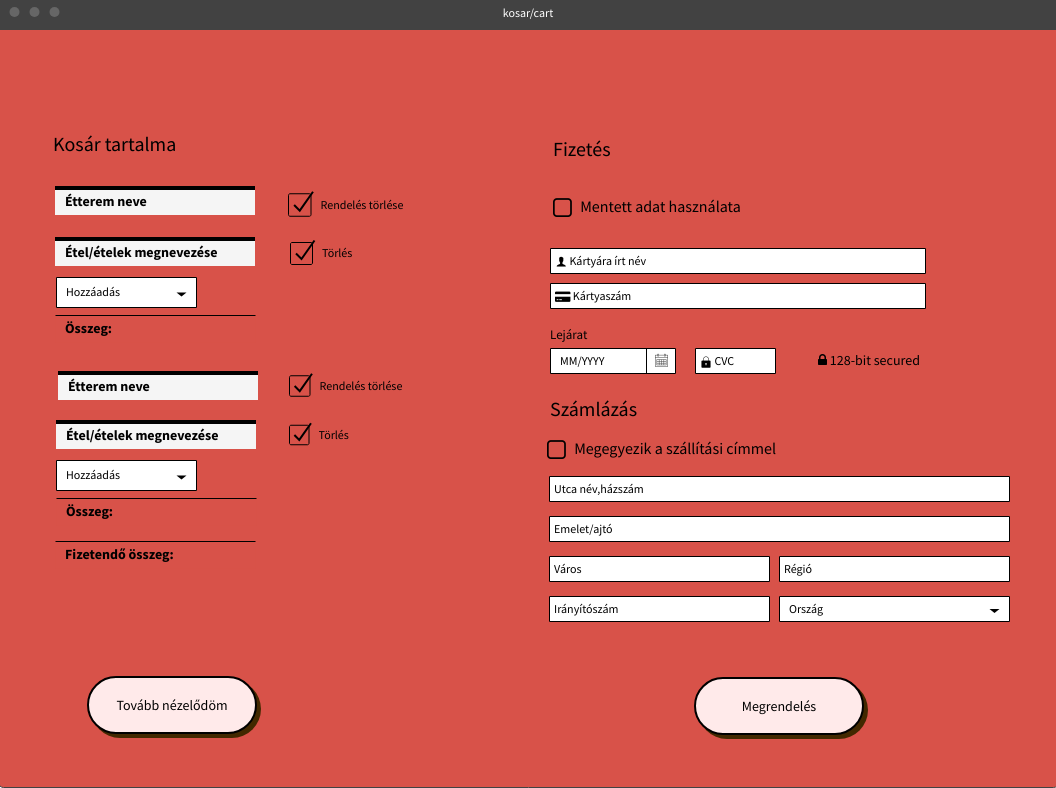 kosar/cart
Kosár tartalma
Étterem neve
Rendelés törlése
Étel/ételek megnevezése
Törlés
Hozzáadás
Összeg:
Étterem neve
Rendelés törlése
Étel/ételek megnevezése
Törlés
Hozzáadás
Összeg:
Fizetendő összeg:
Tovább nézelődöm
Fizetés
Mentett adat használata
Kártyára írt név
Kártyaszám
Lejárat
MM/YYYY
CVC
128-bit secured
Számlázás
Megegyezik a szállítási címmel
Utca név,házszám
Emelet/ajtó
Város
Régió
Irányítószám
Ország
Megrendelés